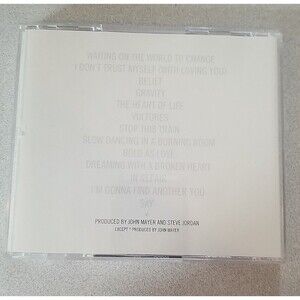 WAITING ON THE WORLD TO CHANGE
I DON'T TRUST MYSELF (WITH LOVING YOU)
BELIEF
GRAVITY
THE HEART OF LIFE
VULTURES
STOP THIS TRAIN
SLOW DANCING IN A BURNING ROOM
BOLD AS LOVE
DREAMING WITH A BROKEN HEART
IN REPAIR
I'M GONNA FIND ANOTHER YOU
SAY
*
PRODUCED BY JOHN MAYER AND STEVE JORDAN
EXCEPT * PRODUCED BY JOHN MAYER